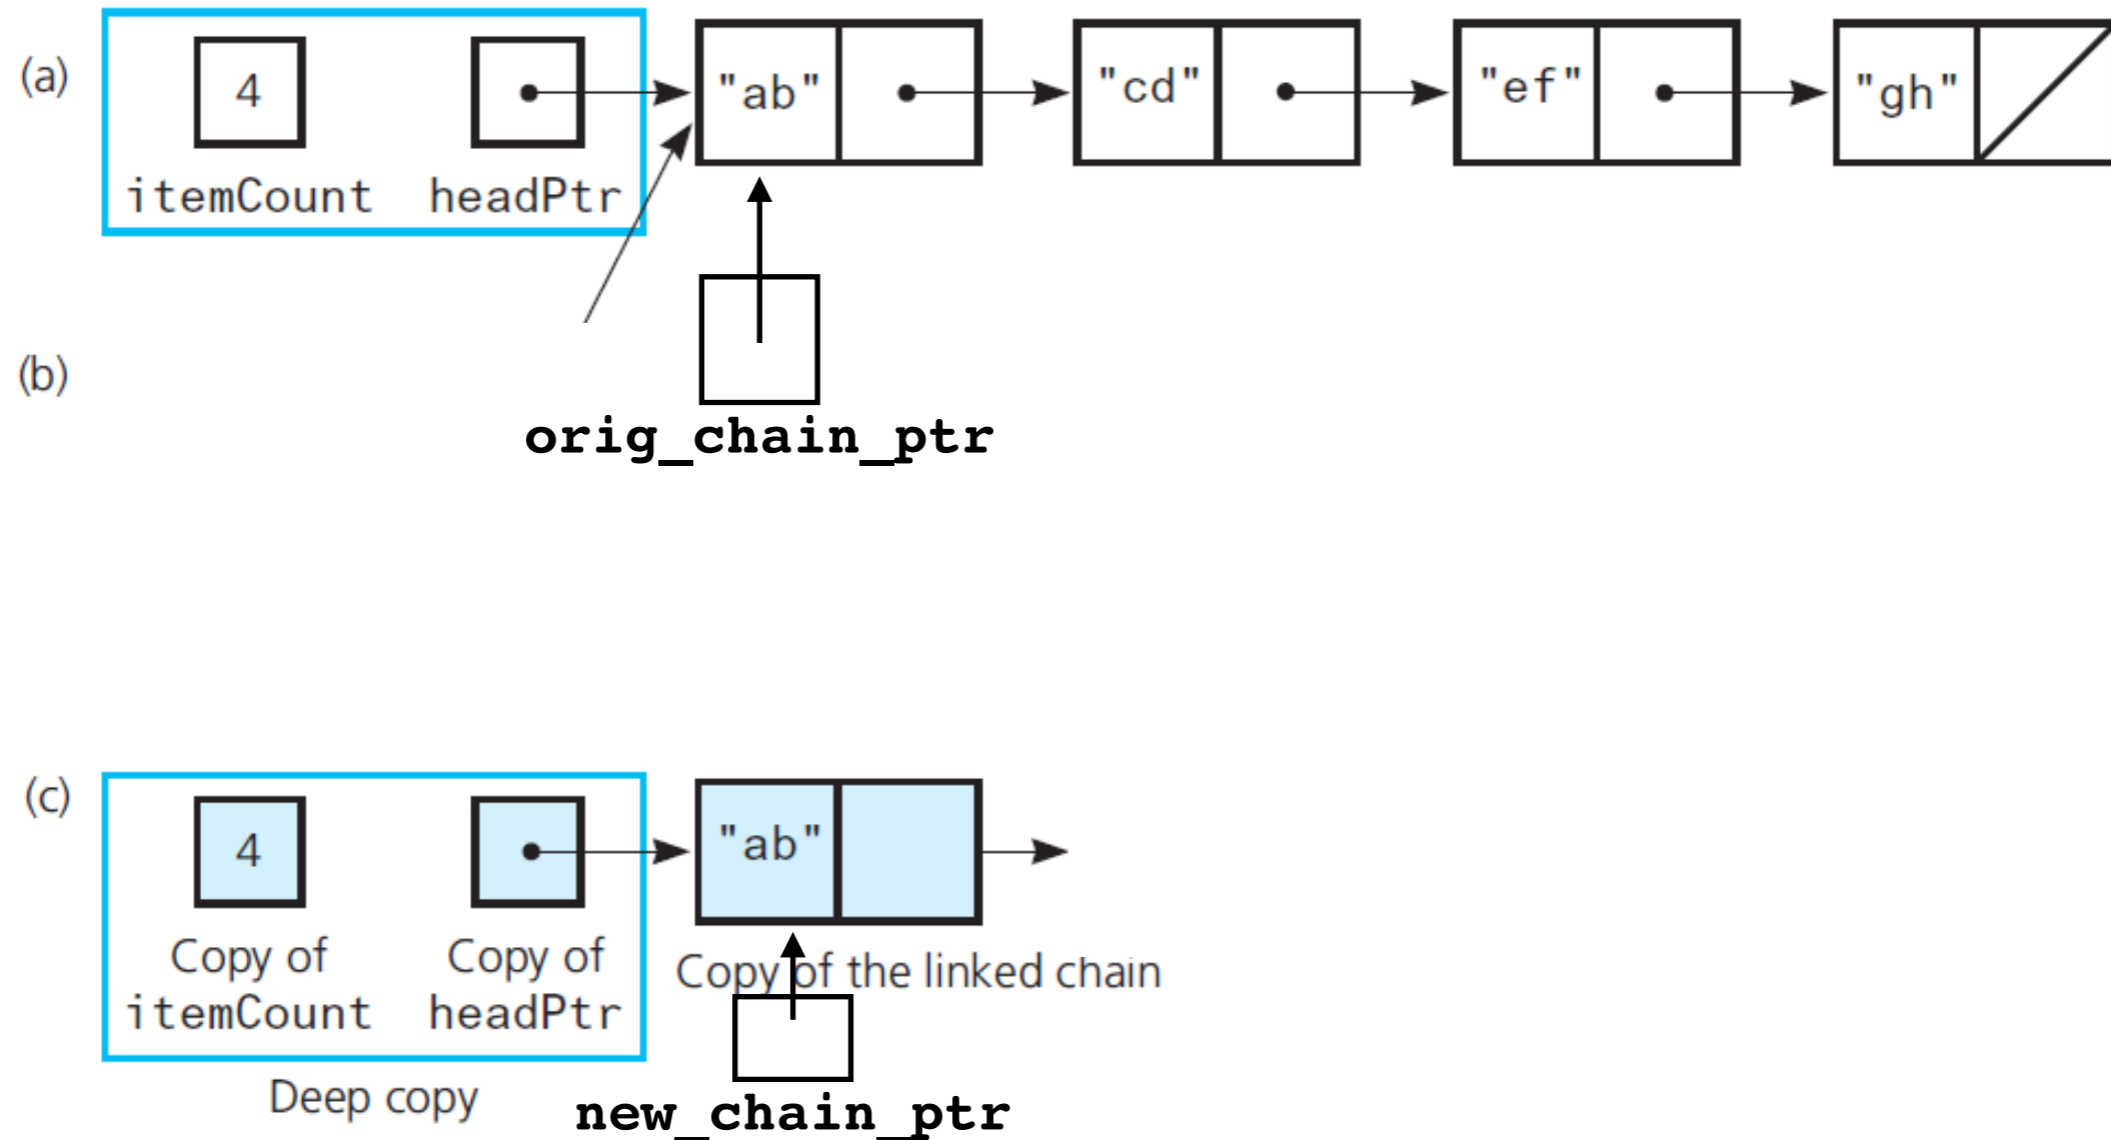 (a)
4
"ab"
"cd"
"ef"
"gh"
itemCount headPtr
(b)
orig_chain_ptr
(c)
4
"ab"
Copy of
itemCount
Copy of
headPtr
Copy of the linked chain
Deep copy
new_chain_ptr